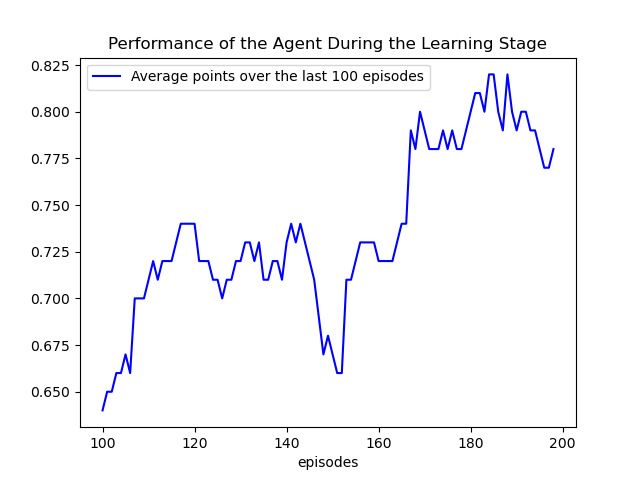 Performance of the Agent During the Learning Stage
Average points over the last 100 episodes
0.825
0.800
0.775
0.750
0.725
0.700
0.675
0.650
100 120 140 160 180 200
episodes